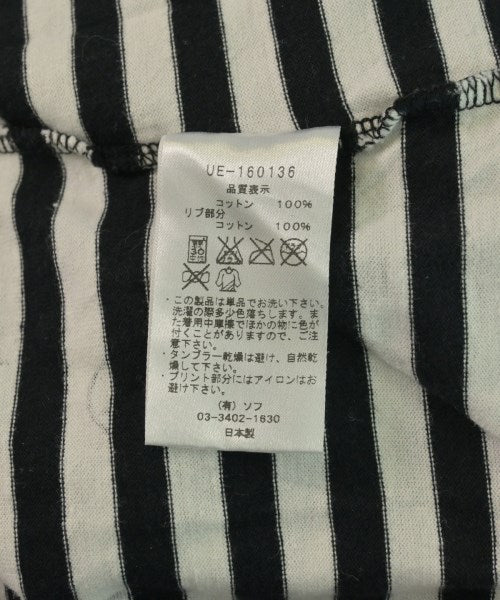 UE-160136
品質表示
コットン 100%
リブ部分
コットン 100%
・この製品は単品でお洗い下さい。
洗濯の際多少色落ちします。ま
た着用中摩擦でほかの物に色が
付くことがありますので、ご注
意下さい。
・タンブラー乾燥は避け、自然乾
燥して下さい。
・プリント部分にはアイロンはお
避け下さい。
(有) ソフ
03-3402-1630
日本製